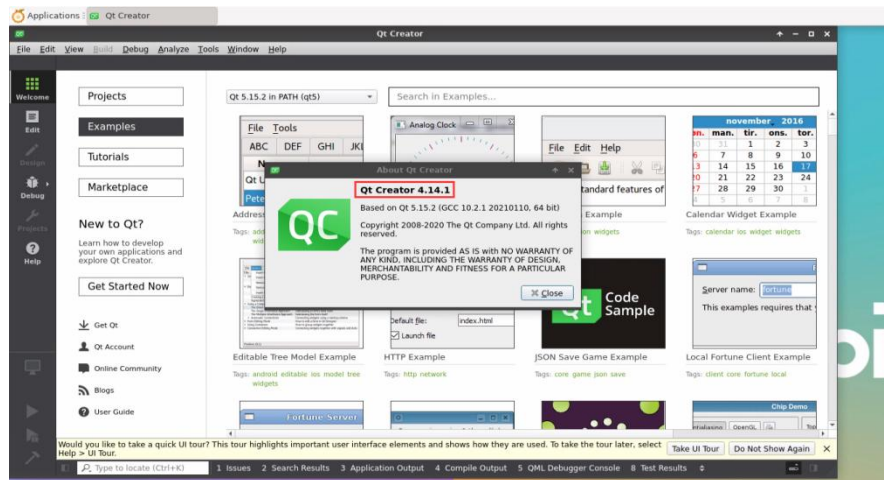 Applications
Qt Creator
Qt Creator
File Edit View Build Debug Analyze Tools Window Help
Welcome
Edit
Design
Debug
Projects
Help
Projects
Examples
Tutorials
Marketplace
New to Qt?
Learn how to develop
your own applications and
explore Qt Creator.
Get Started Now
Get Qt
Qt Account
Online Community
Blogs
User Guide
Qt 5.15.2 in PATH (qt5)
Search in Examples...
File Tools
ABC DEF GHI
Analog Clock
File Edit Help
november 2016
man. tir. ons. tor.
31 1 2 3
6 7 8 9 10
14 15 16 17
20 21 22 23 24
27 28 29 30 1
4 5 6 7 8
About Qt Creator
Qt Creator 4.14.1
Based on Qt 5.15.2 (GCC 10.2.1 20210110, 64 bit)
Copyright 2008-2020 The Qt Company Ltd. All rights
reserved.
The program is provided AS IS with NO WARRANTY OF
ANY KIND, INCLUDING THE WARRANTY OF DESIGN,
MERCHANTABILITY AND FITNESS FOR A PARTICULAR
PURPOSE.
Close
QC
tandard features of
Example
Calendar Widget Example
Tags: calendar ios widget widgets
Default file: index.html
Launch file
Qt Code
Sample
Server name: fortune
This examples requires that
Editable Tree Model Example
Tags: android editable ios model tree
widgets
HTTP Example
Tags: http network
JSON Save Game Example
Tags: core game json save
Local Fortune Client Example
Tags: client core fortune local
Fortune Server
Chip Demo
OpenGL
Would you like to take a quick UI tour? This tour highlights important user interface elements and shows how they are used. To take the tour later, select
Help > UI Tour.
Take UI Tour
Do Not Show Again
Type to locate (Ctrl+K)
1 Issues 2 Search Results 3 Application Output 4 Compile Output 5 QML Debugger Console 8 Test Results